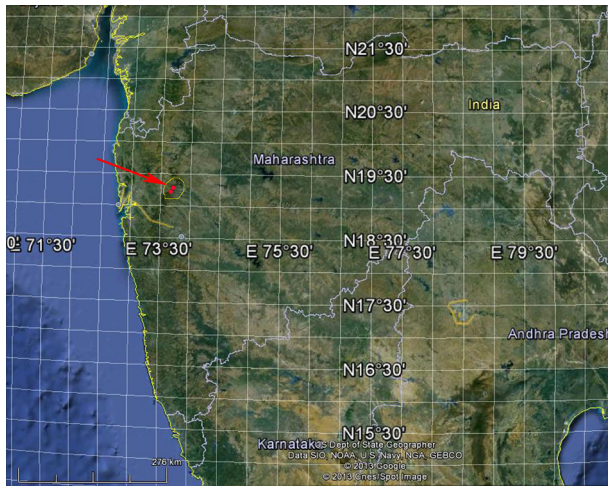 N21°30'
N20°30'
India
Maharashtra
N19°30'
N18°30'
0' E 71°30' E 73°30' E 75°30' E 77°30' E 79°30'
N17°30'
Andhra Pradesh
N16°30'
N15°30'
Karnataka
US Dept of State Geographer
Data SIO, NOAA, U.S. Navy, NGA, GEBCO
© 2013 Google
© 2013 Cnes/Spot Image
276 km